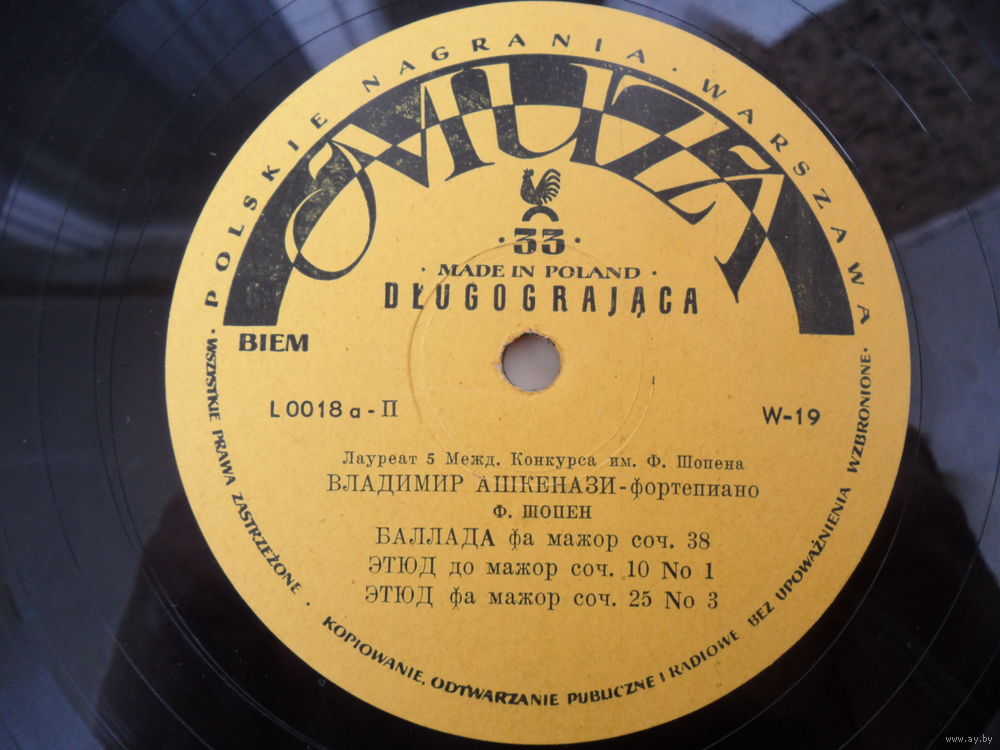 POLSKIE NAGRANIA · WARSZAWA ·
MUZA
· 33 ·
· MADE IN POLAND ·
DŁUGOGRAJĄCA
BIEM
L 0018 a - П
W-19
Лауреат 5 Межд. Конкурса им. Ф. Шопена
ВЛАДИМИР АШКЕНАЗИ-фортепиано
Ф. ШОПЕН
БАЛЛАДА фа мажор соч. 38
ЭТЮД до мажор соч. 10 No 1
ЭТЮД фа мажор соч. 25 No 3
WSZYSTKIE PRAWA ZASTRZEŻONE · KOPIOWANIE, ODTWARZANIE PUBLICZNE I RADIOWE BEZ UPOWAŻNIENIA WZBRONIONE·
www.ay.by